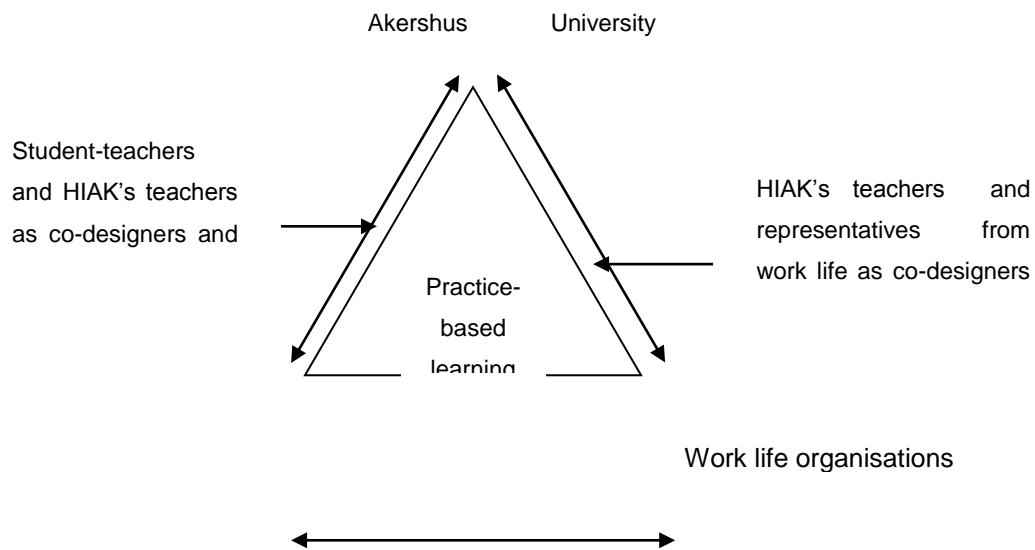 Akershus University
Student-teachers
and HIAK's teachers
as co-designers and
HIAK's teachers and
representatives from
work life as co-designers
Practice-
based
learning
Work life organisations